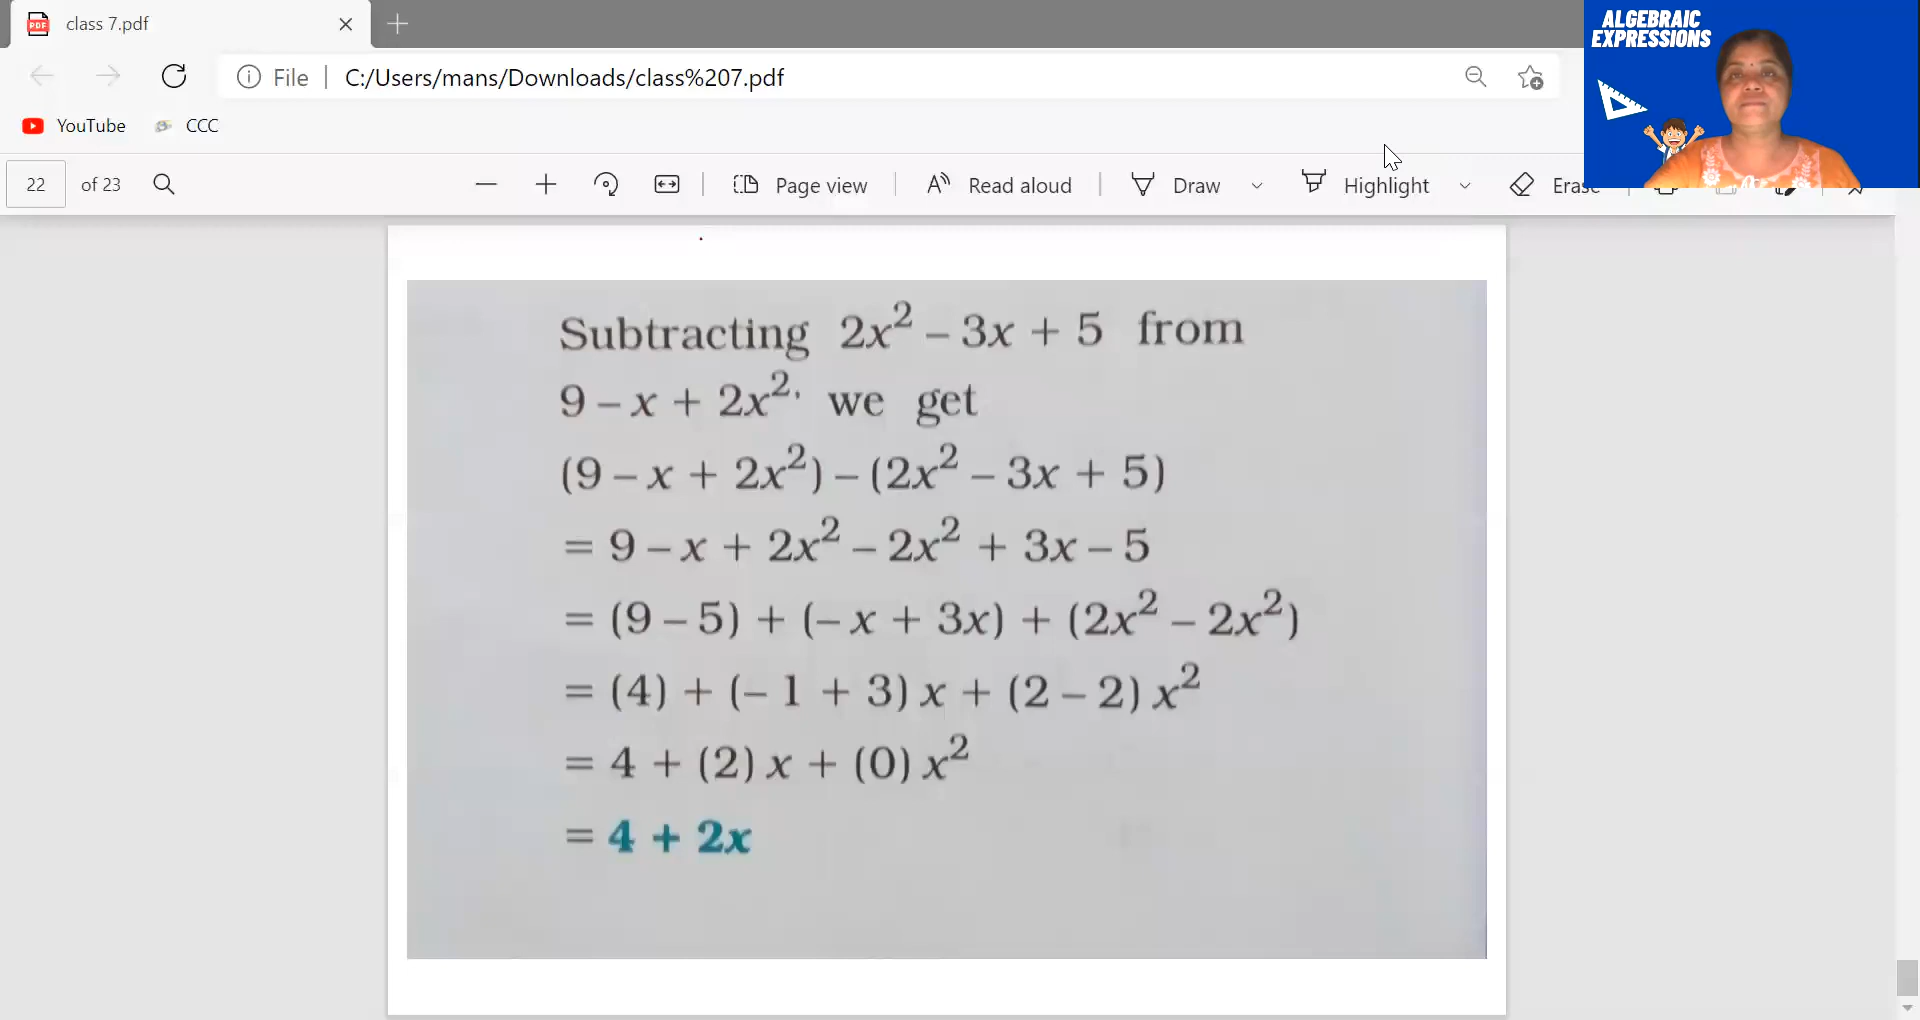 class 7.pdf
File | C:/Users/mans/Downloads/class%207.pdf
YouTube CCC
22 of 23 Page view Read aloud Draw Highlight Erase
ALGEBRAIC
EXPRESSIONS
Subtracting 2x² – 3x + 5 from
9 – x + 2x², we get
(9 – x + 2x²) – (2x² – 3x + 5)
= 9 – x + 2x² – 2x² + 3x – 5
= (9 – 5) + (– x + 3x) + (2x² – 2x²)
= (4) + (– 1 + 3) x + (2 – 2) x²
= 4 + (2) x + (0) x²
= 4 + 2x